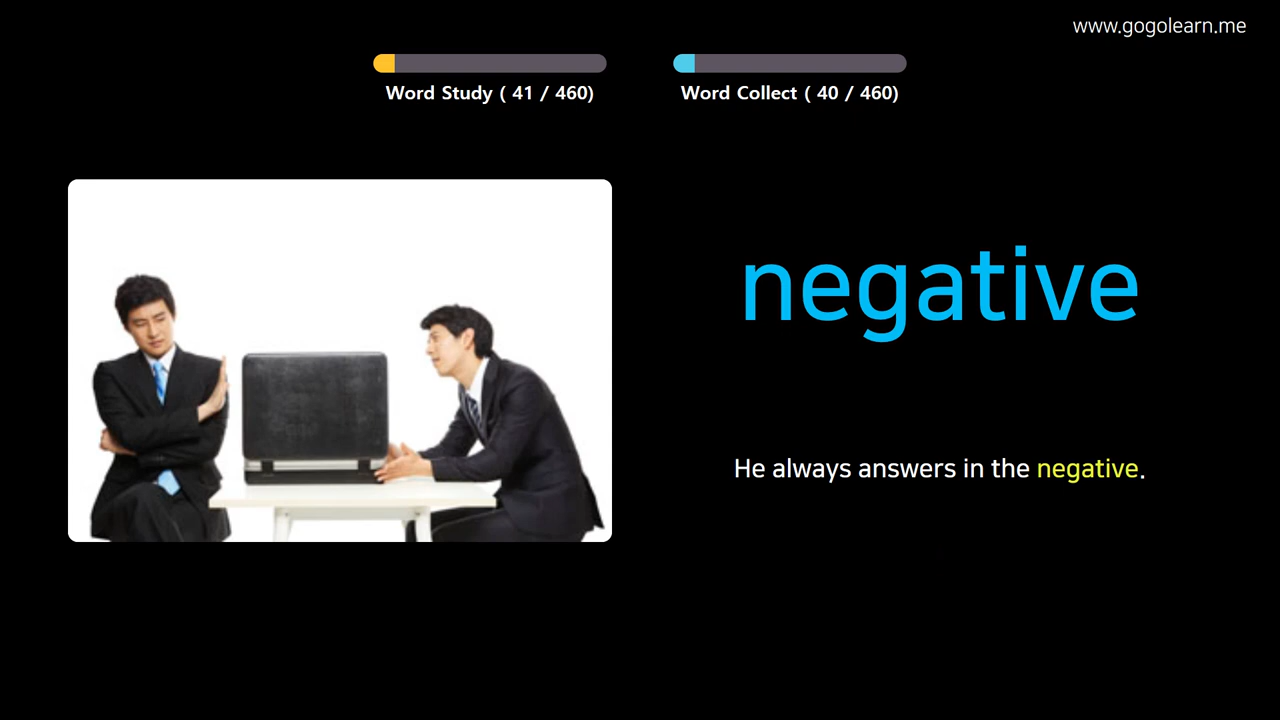 www.gogolearn.me
Word Study ( 41 / 460)
Word Collect ( 40 / 460)
negative
He always answers in the negative.